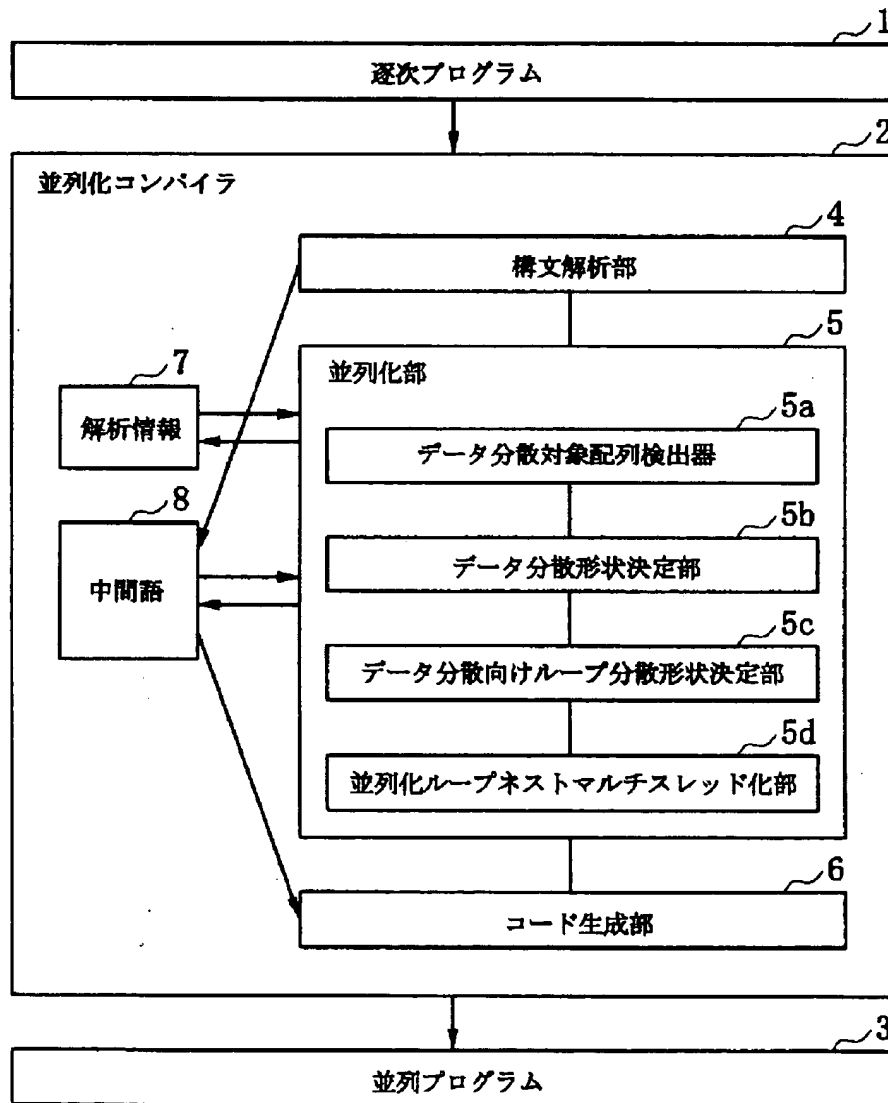 1
逐次プログラム
2
並列化コンパイラ
4
構文解析部
5
並列化部
7
解析情報
5a
データ分散対象配列検出器
8
中間語
5b
データ分散形状決定部
5c
データ分散向けループ分散形状決定部
5d
並列化ループネストマルチスレッド化部
6
コード生成部
3
並列プログラム